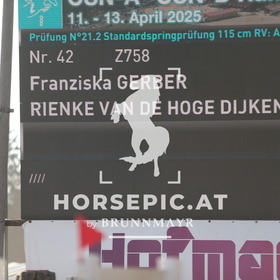 11. - 13. April 2025
Prüfung N°21.2 Standardspringprüfung 115 cm RV: A
Nr. 42 Z758
Franziska GERBER
RIENKE VAN DE HOGE DIJKEN
////
HORSEPIC.AT
by BRUNNMAYR
Hofma